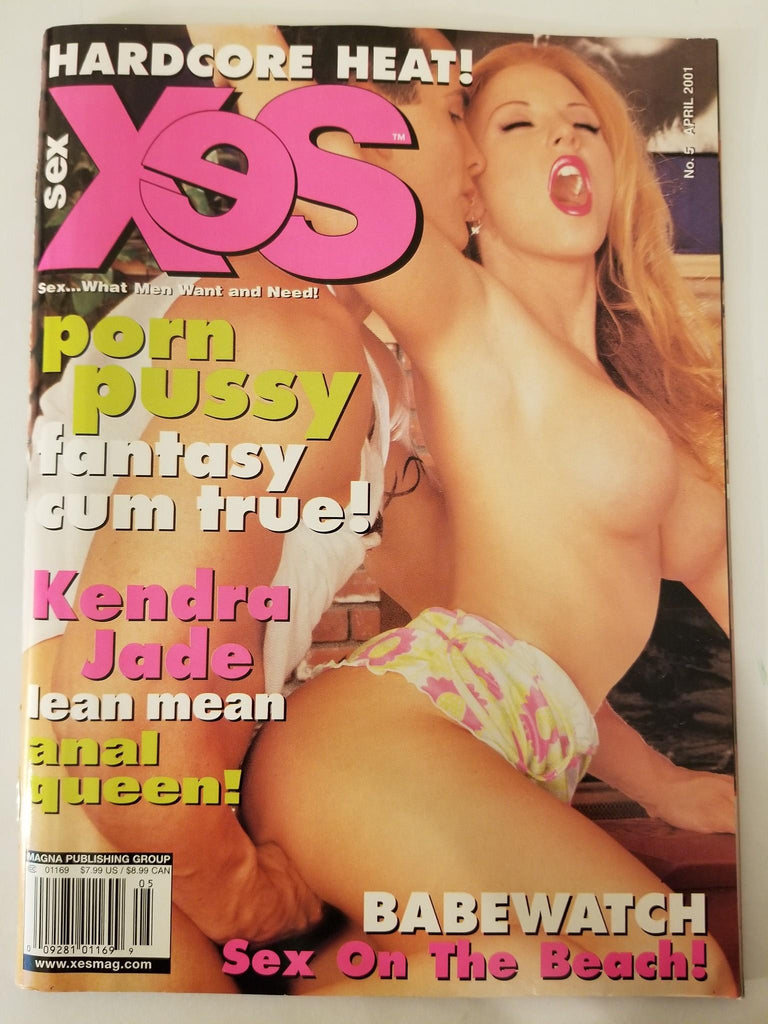 HARDCORE HEAT!
sex
XeS
TM
No. 5 APRIL 2001
Sex...What Men Want and Need!
porn
pussy
fantasy
cum true!
Kendra
Jade
lean mean
anal
queen!
MAGNA PUBLISHING GROUP
01169 $7.99 US / $8.99 CAN
05
0 09281 01169 9
www.xesmag.com
BABEWATCH
Sex On The Beach!